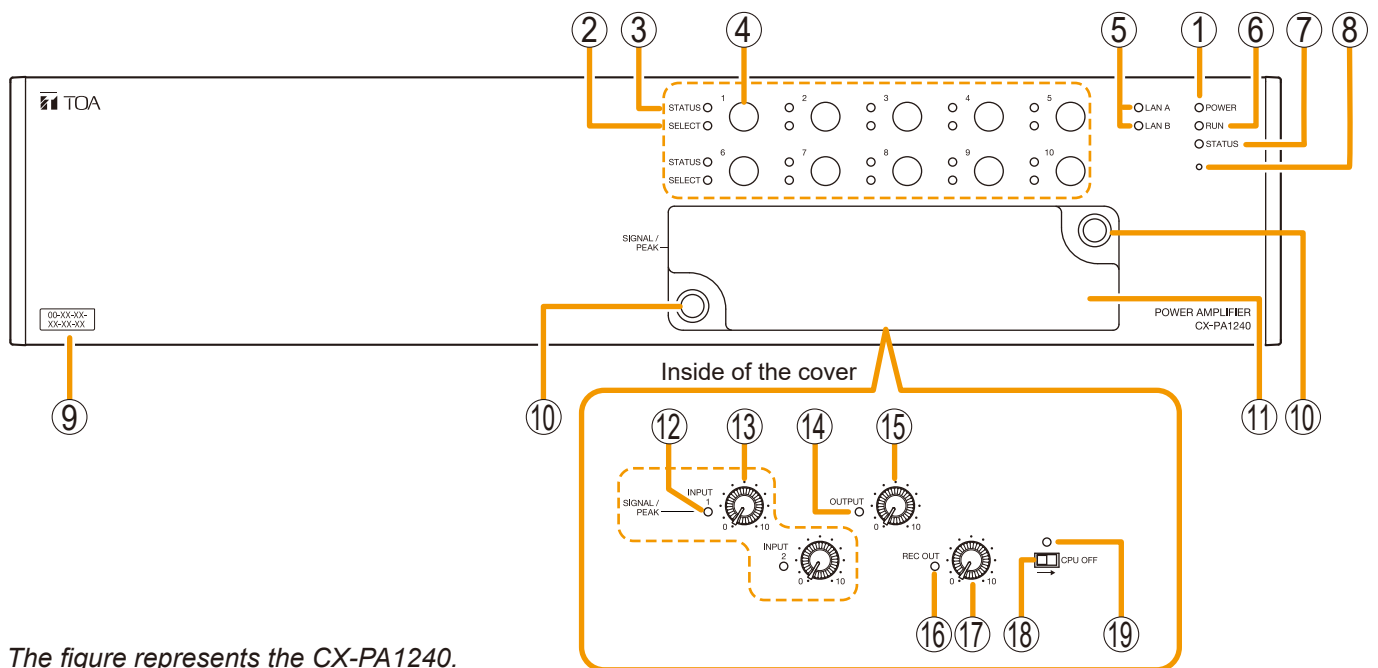 ② ③ ④ ⑤ ① ⑥ ⑦ ⑧
TOA
1 2 3 4 5
STATUS
SELECT
LAN A
LAN B
POWER
RUN
STATUS
6 7 8 9 10
STATUS
SELECT
SIGNAL /
PEAK
00-XX-XX-
XX-XX-XX
POWER AMPLIFIER
CX-PA1240
Inside of the cover
⑨ ⑩ ⑪ ⑩
⑫ ⑬ ⑭ ⑮
INPUT
1
SIGNAL /
PEAK
0 10
OUTPUT
0 10
INPUT
2
0 10
REC OUT
0 10
CPU OFF
→
⑯ ⑰ ⑱ ⑲
The figure represents the CX-PA1240.